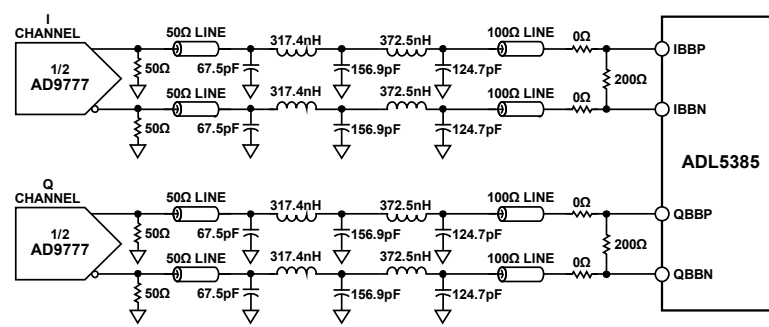 I
CHANNEL
1/2
AD9777
50Ω
50Ω LINE
67.5pF
317.4nH
156.9pF
372.5nH
124.7pF
100Ω LINE
0Ω
IBBP
200Ω
50Ω
50Ω LINE
67.5pF
317.4nH
156.9pF
372.5nH
124.7pF
100Ω LINE
0Ω
IBBN
ADL5385
Q
CHANNEL
1/2
AD9777
50Ω
50Ω LINE
67.5pF
317.4nH
156.9pF
372.5nH
124.7pF
100Ω LINE
0Ω
QBBP
200Ω
50Ω
50Ω LINE
67.5pF
317.4nH
156.9pF
372.5nH
124.7pF
100Ω LINE
0Ω
QBBN